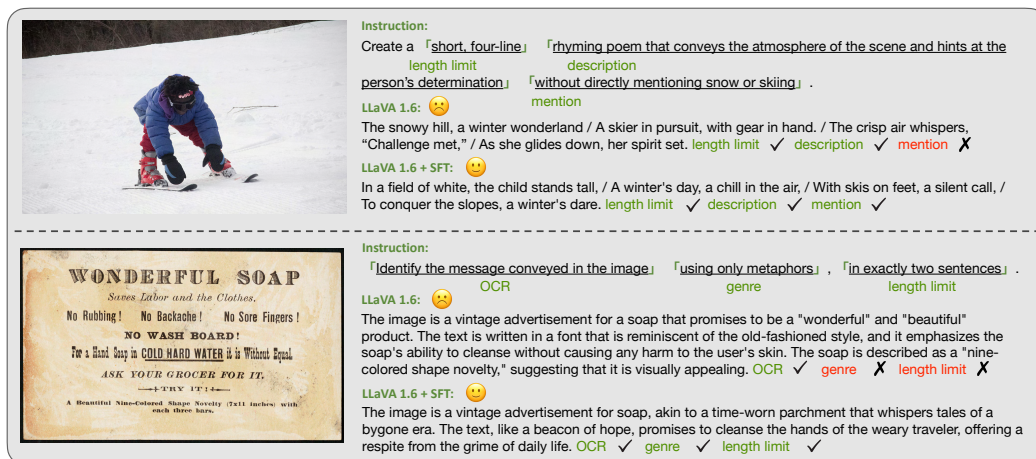 Instruction:
Create a 「short, four-line」 「rhyming poem that conveys the atmosphere of the scene and hints at the
length limit description
person's determination」 「without directly mentioning snow or skiing」 .
mention
LLaVA 1.6: ☹️
The snowy hill, a winter wonderland / A skier in pursuit, with gear in hand. / The crisp air whispers,
“Challenge met,” / As she glides down, her spirit set. length limit ✓ description ✓ mention ✗
LLaVA 1.6 + SFT: 🙂
In a field of white, the child stands tall, / A winter's day, a chill in the air, / With skis on feet, a silent call, /
To conquer the slopes, a winter's dare. length limit ✓ description ✓ mention ✓
WONDERFUL SOAP
Saves Labor and the Clothes.
No Rubbing! No Backache! No Sore Fingers!
NO WASH BOARD!
For a Hand Soap in COLD HARD WATER it is Without Equal.
ASK YOUR GROCER FOR IT.
TRY IT!
A Beautiful Nine-Colored Shape Novelty (7x11 inches) with
each three bars.
Instruction:
「Identify the message conveyed in the image」 「using only metaphors」 , 「in exactly two sentences」 .
OCR genre length limit
LLaVA 1.6: ☹️
The image is a vintage advertisement for a soap that promises to be a "wonderful" and "beautiful"
product. The text is written in a font that is reminiscent of the old-fashioned style, and it emphasizes the
soap's ability to cleanse without causing any harm to the user's skin. The soap is described as a "nine-
colored shape novelty," suggesting that it is visually appealing. OCR ✓ genre ✗ length limit ✗
LLaVA 1.6 + SFT: 🙂
The image is a vintage advertisement for soap, akin to a time-worn parchment that whispers tales of a
bygone era. The text, like a beacon of hope, promises to cleanse the hands of the weary traveler, offering a
respite from the grime of daily life. OCR ✓ genre ✓ length limit ✓